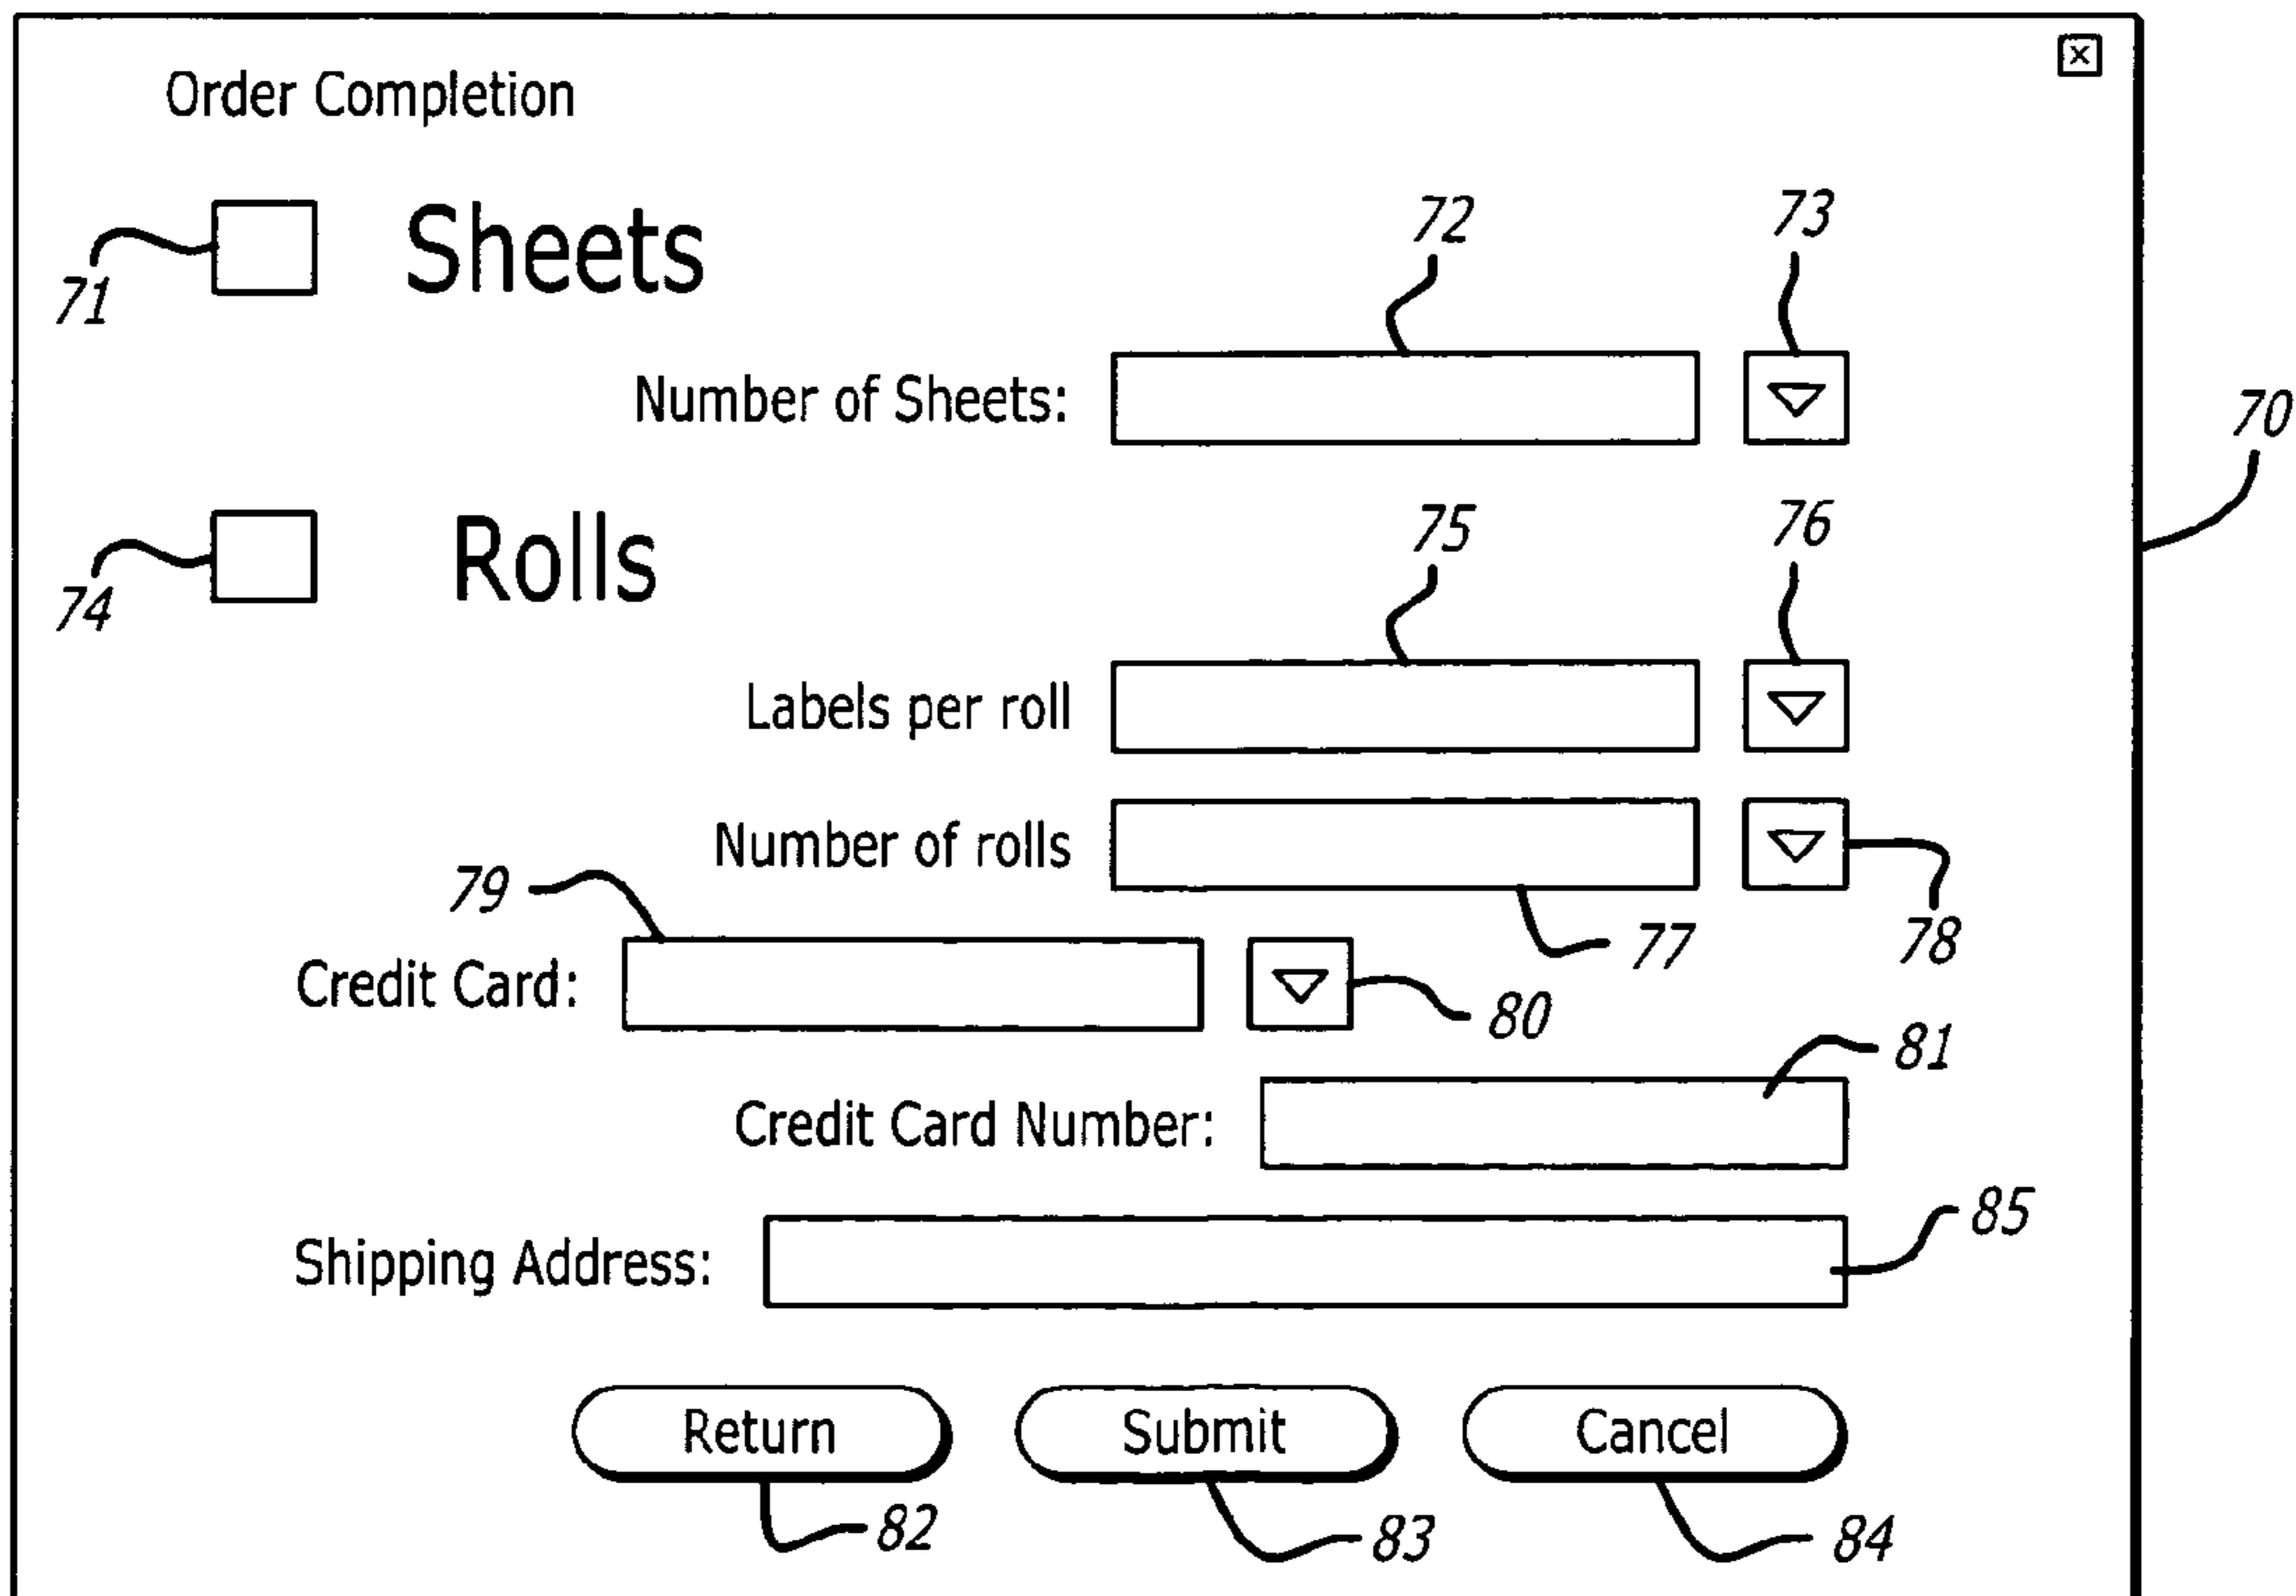 x
Order Completion
71 Sheets 72 73
Number of Sheets:
70
74 Rolls 75 76
Labels per roll
Number of rolls
79 77 78
Credit Card: 80
81
Credit Card Number:
85
Shipping Address:
Return Submit Cancel
82 83 84